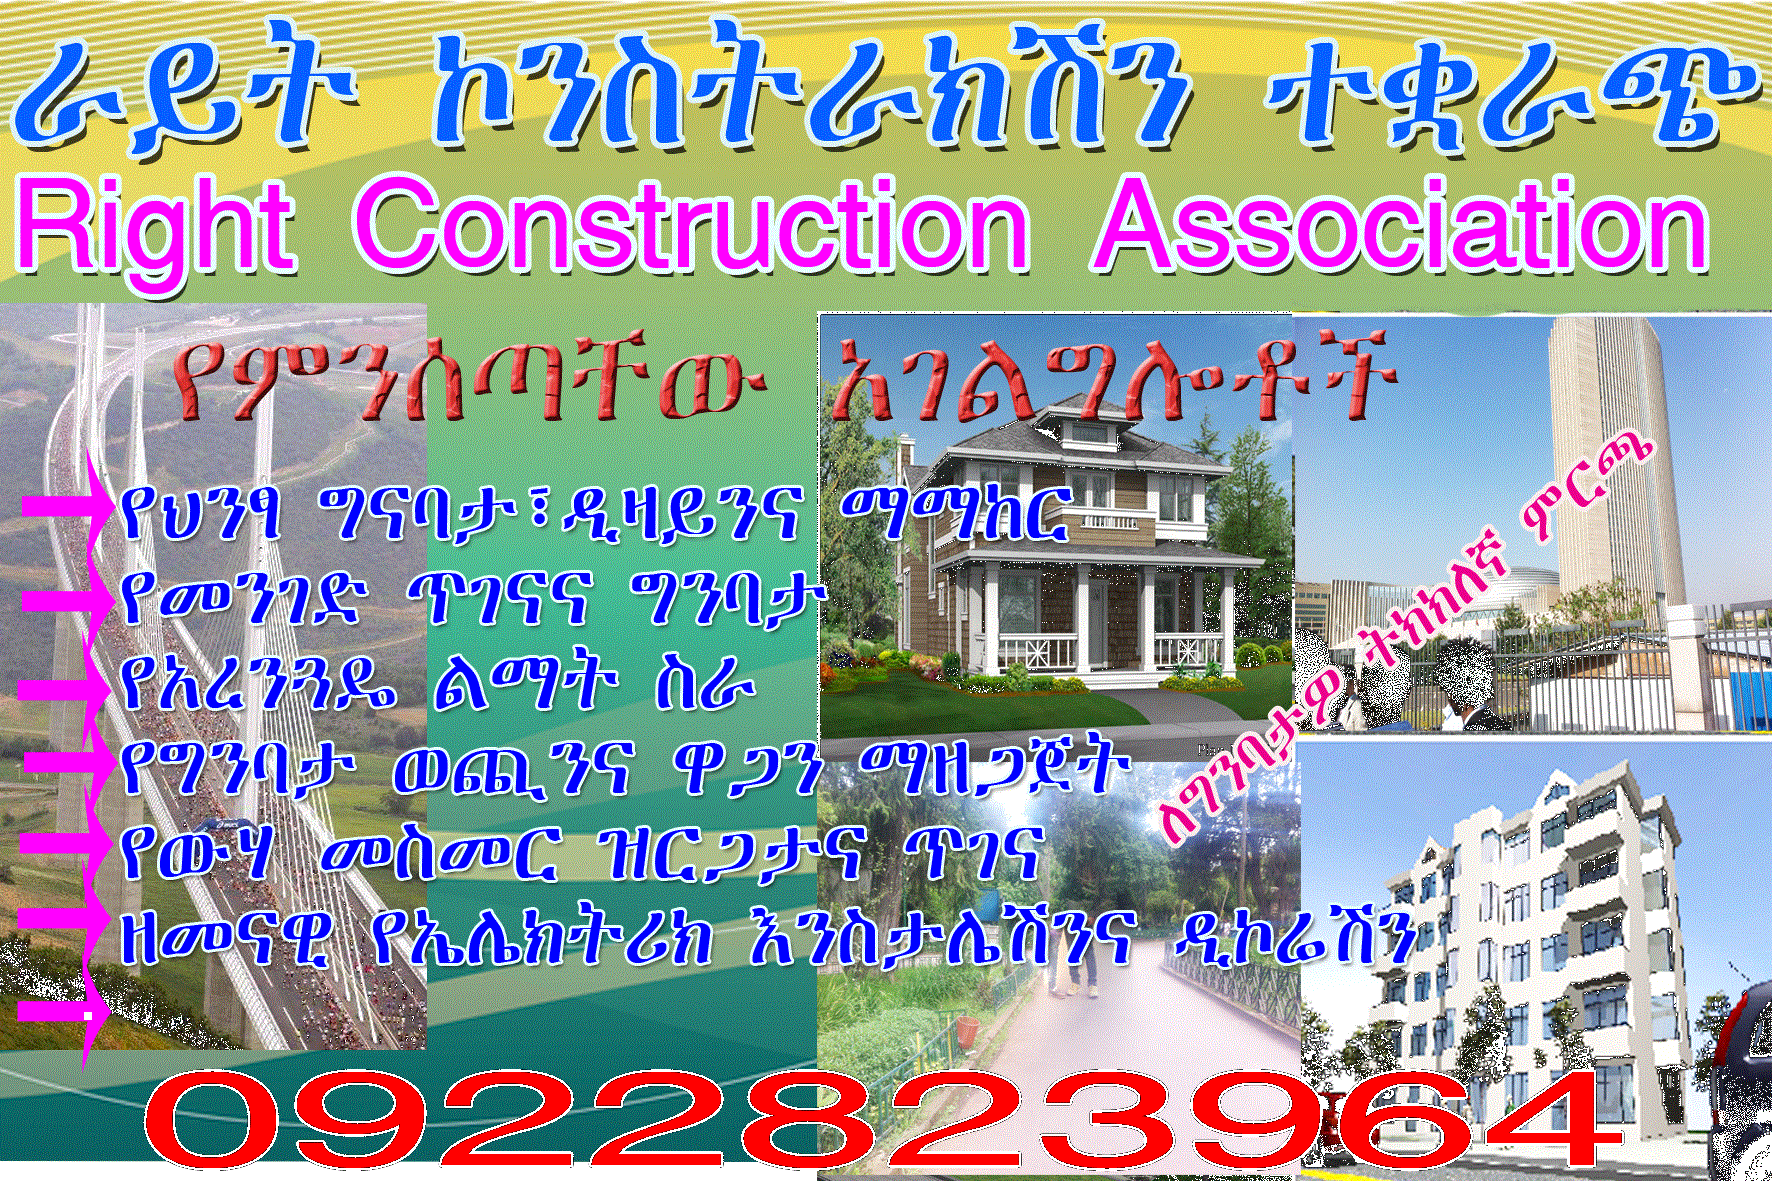 ራይት ኮንስትራክሽን ተቋራጭ
Right Construction Association
የምንሰጣቸው አገልግሎቶች
የህንፃ ግናባታ፣ዲዛይንና ማማከር
የመንገድ ጥገናና ግንባታ
የአረንጓዴ ልማት ስራ
የግንባታ ወጪንና ዋጋን ማዘጋጀት
የውሃ መስመር ዝርጋታና ጥገና
ዘመናዊ የኤሌክትሪክ እንስታሌሽንና ዲኮሬሽን
ለግንባታዎ ትክክለኛ ምርጫ
0922823964